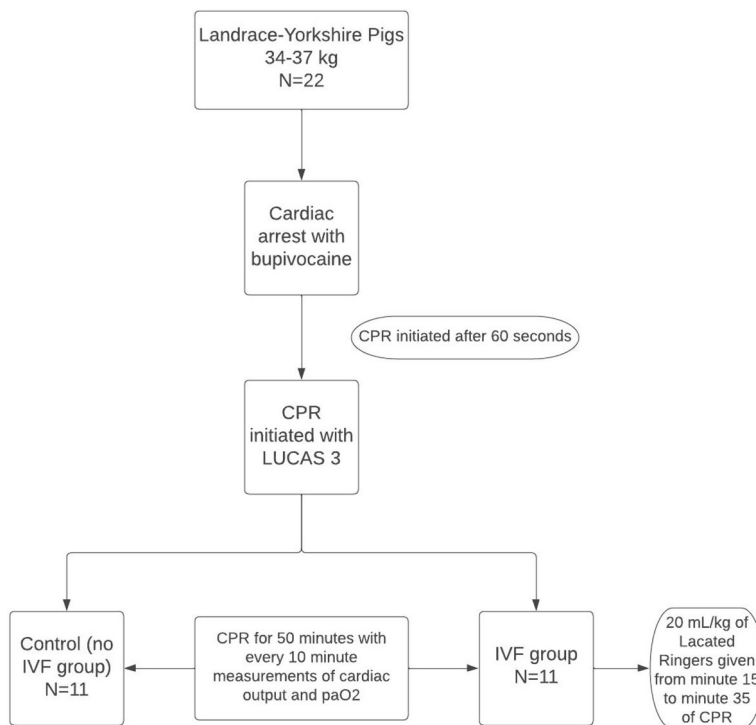 Landrace-Yorkshire Pigs
34-37 kg
N=22
Cardiac
arrest with
bupivocaine
CPR initiated after 60 seconds
CPR
initiated with
LUCAS 3
Control (no
IVF group)
N=11
CPR for 50 minutes with
every 10 minute
measurements of cardiac
output and paO2
IVF group
N=11
20 mL/kg of
Lacated
Ringers given
from minute 15
to minute 35
of CPR